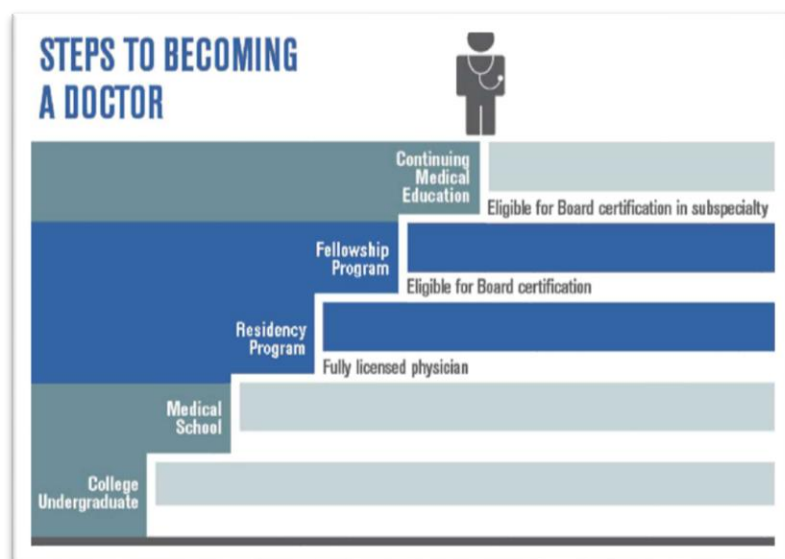 STEPS TO BECOMING
A DOCTOR
Continuing
Medical
Education
Eligible for Board certification in subspecialty
Fellowship
Program
Eligible for Board certification
Residency
Program
Fully licensed physician
Medical
School
College
Undergraduate